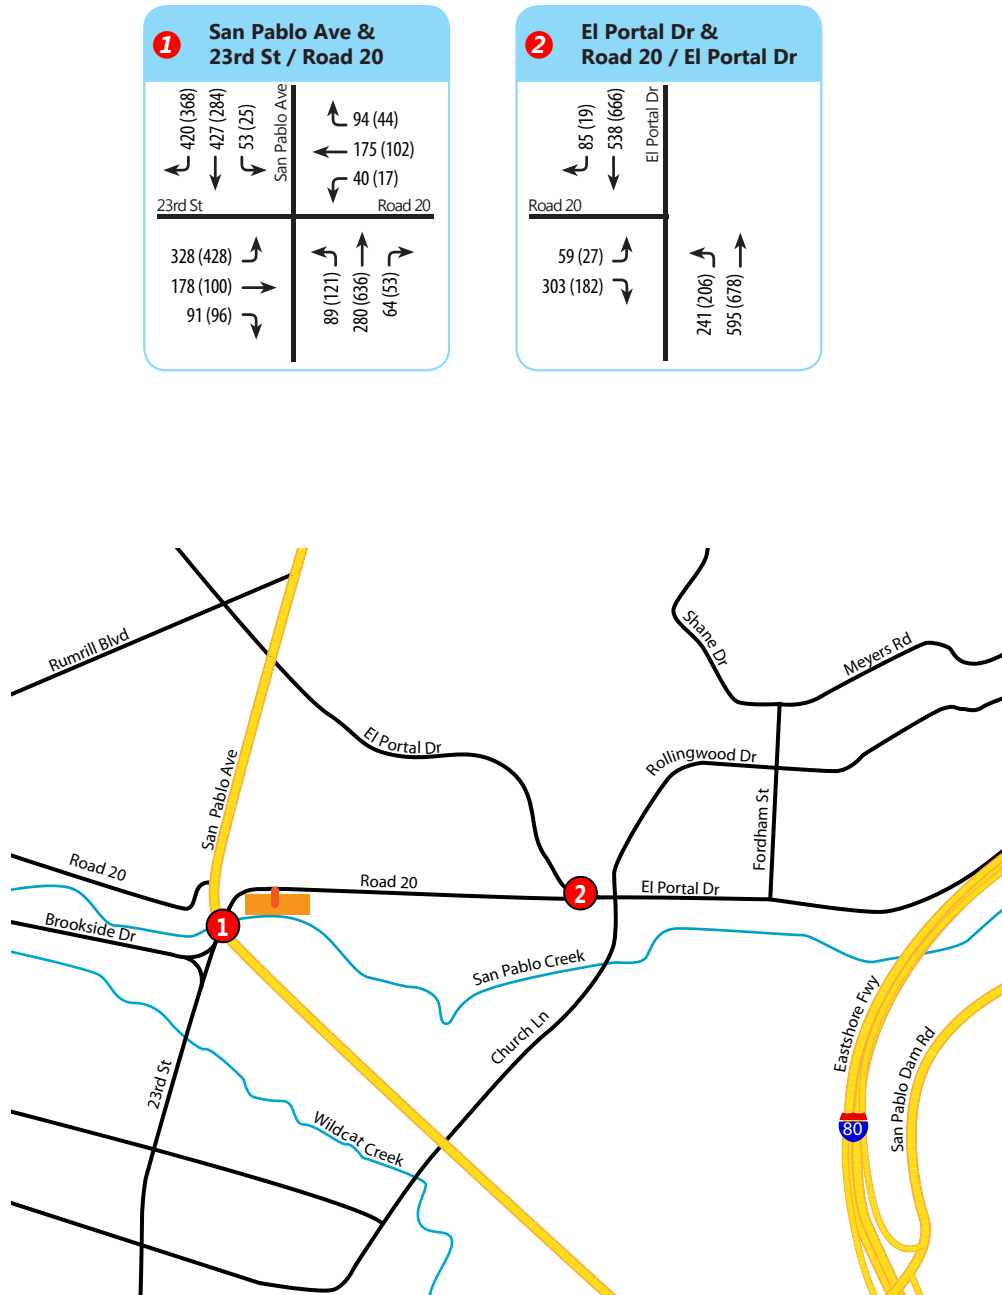 1
San Pablo Ave &
23rd St / Road 20
420 (368)
427 (284)
53 (25)
San Pablo Ave
94 (44)
175 (102)
40 (17)
23rd St
Road 20
328 (428)
178 (100)
91 (96)
89 (121)
280 (636)
64 (53)
2
El Portal Dr &
Road 20 / El Portal Dr
85 (19)
538 (666)
El Portal Dr
Road 20
59 (27)
303 (182)
241 (206)
595 (678)
Rumrill Blvd
Shane Dr
Meyers Rd
El Portal Dr
Rollingwood Dr
San Pablo Ave
Fordham St
Road 20
Road 20
El Portal Dr
2
1
Brookside Dr
San Pablo Creek
Eastshore Fwy
Church Ln
San Pablo Dam Rd
23rd St
Wildcat Creek
80